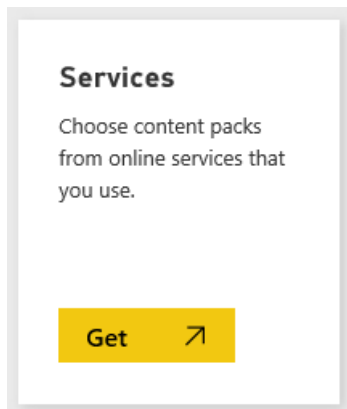 Services
Choose content packs
from online services that
you use.
Get